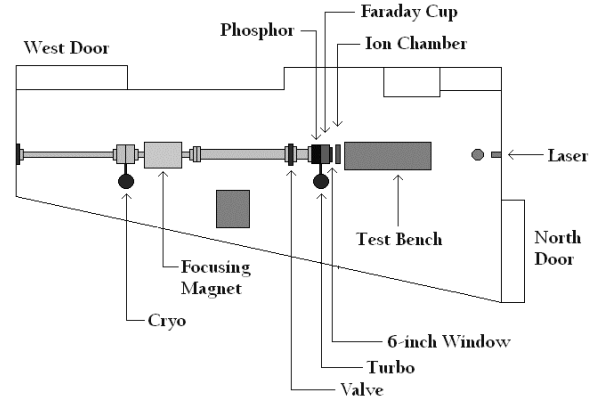 Faraday Cup
Phosphor
Ion Chamber
West Door
Laser
Test Bench
North
Door
Focusing
Magnet
Cryo
6-inch Window
Turbo
Valve